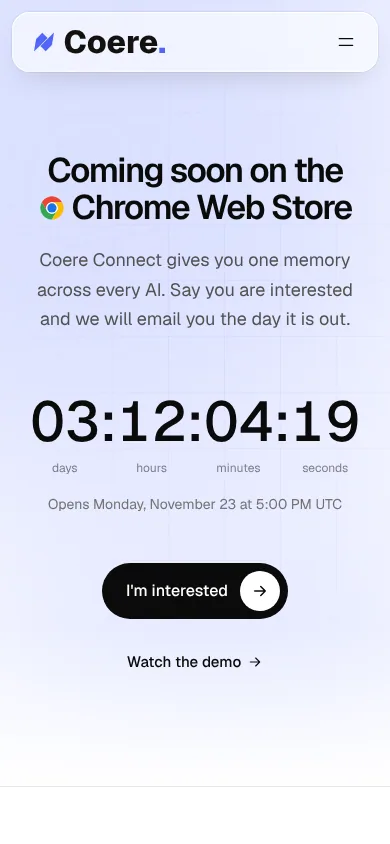 Coere.
Coming soon on the
Chrome Web Store
Coere Connect gives you one memory
across every AI. Say you are interested
and we will email you the day it is out.
03:12:04:19
days hours minutes seconds
Opens Monday, November 23 at 5:00 PM UTC
I'm interested →
Watch the demo →